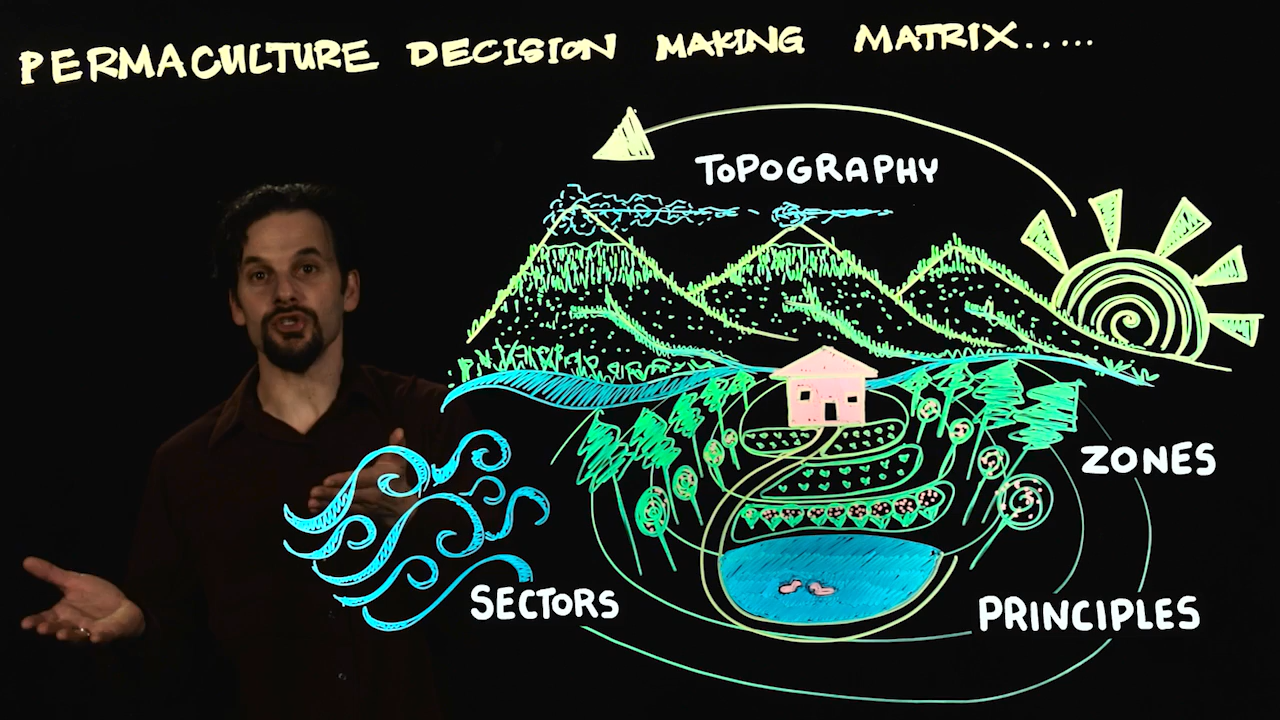 PERMACULTURE DECISION MAKING MATRIX.....
TOPOGRAPHY
ZONES
SECTORS
PRINCIPLES